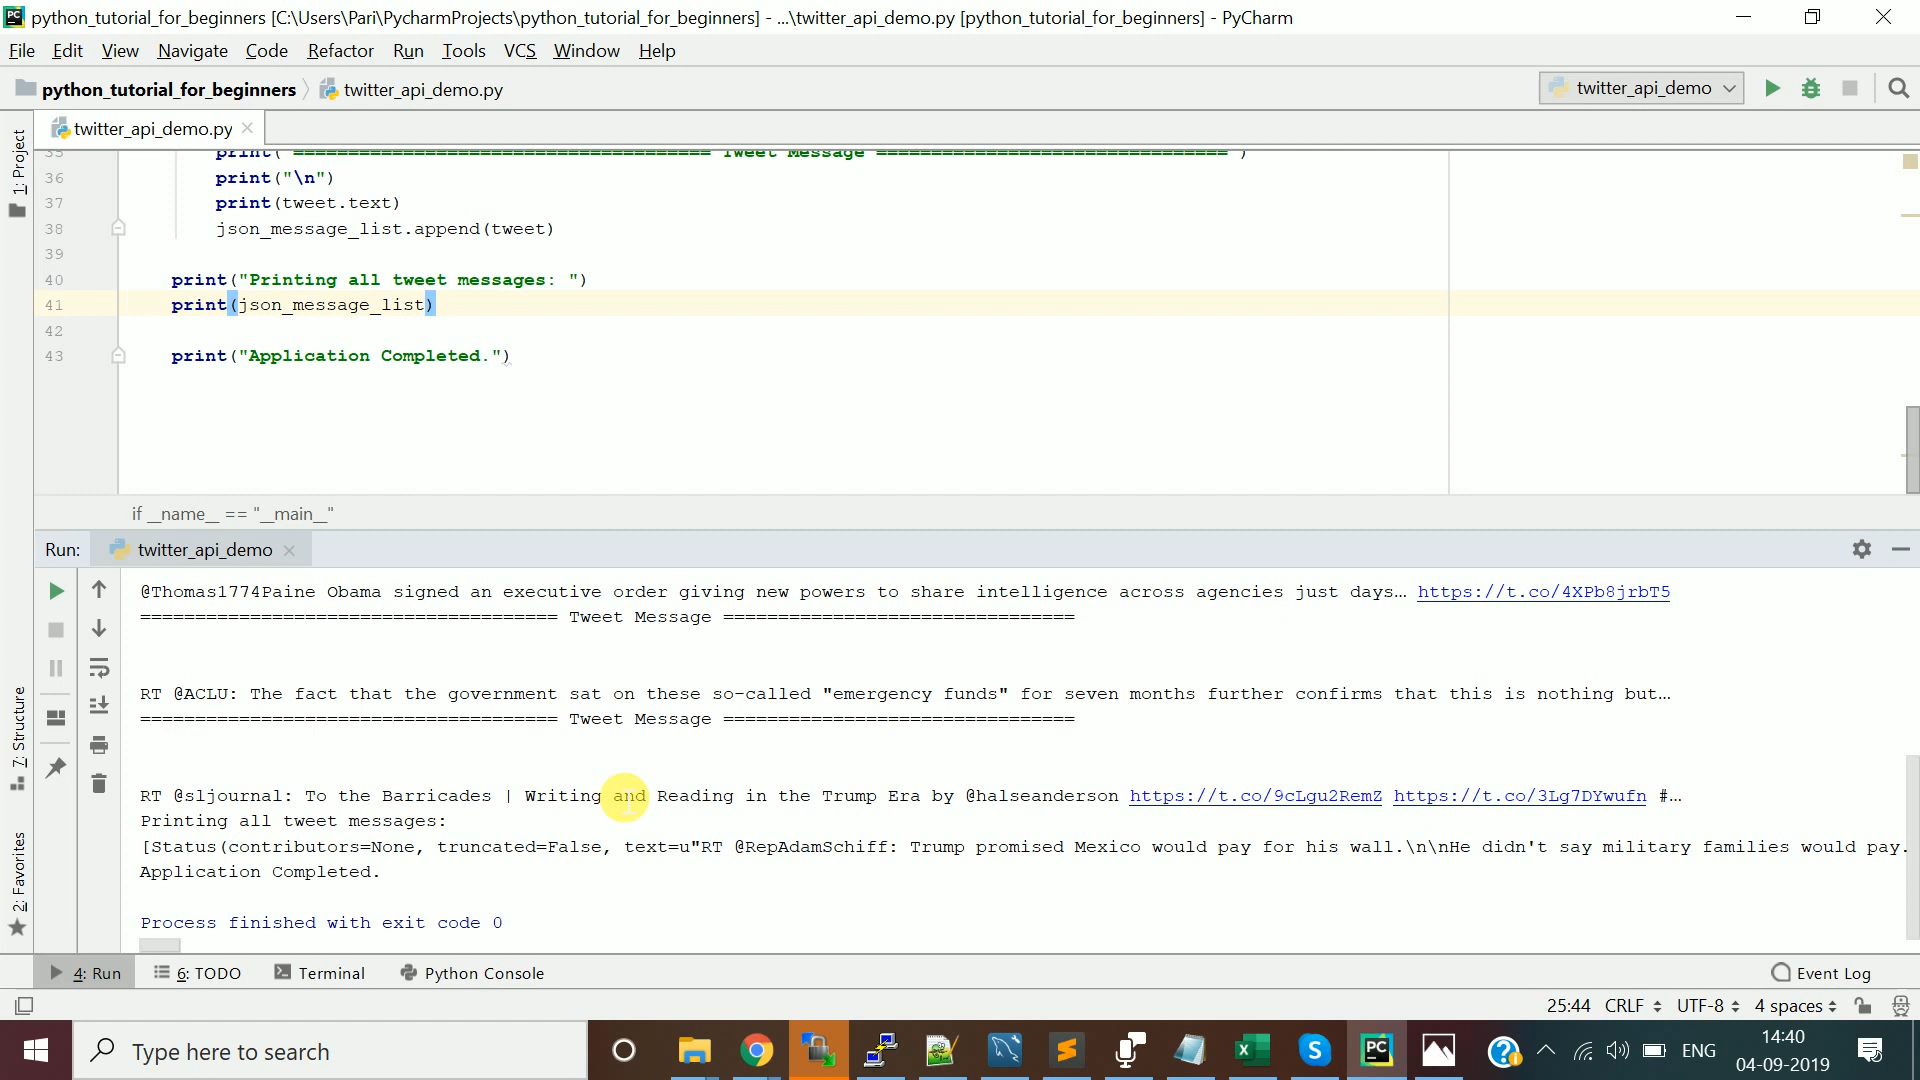 python_tutorial_for_beginners [C:\Users\Pari\PycharmProjects\python_tutorial_for_beginners] - ...\twitter_api_demo.py [python_tutorial_for_beginners] - PyCharm
File Edit View Navigate Code Refactor Run Tools VCS Window Help
python_tutorial_for_beginners twitter_api_demo.py twitter_api_demo
1: Project
twitter_api_demo.py
35 print("====================================== Tweet Message ================================")
36 print("\n")
37 print(tweet.text)
38 json_message_list.append(tweet)
39
40 print("Printing all tweet messages: ")
41 print(json_message_list)
42
43 print("Application Completed.")
if __name__ == "__main__"
Run: twitter_api_demo
@Thomas1774Paine Obama signed an executive order giving new powers to share intelligence across agencies just days… https://t.co/4XPb8jrbT5
====================================== Tweet Message ================================
RT @ACLU: The fact that the government sat on these so-called "emergency funds" for seven months further confirms that this is nothing but…
====================================== Tweet Message ================================
RT @sljournal: To the Barricades | Writing and Reading in the Trump Era by @halseanderson https://t.co/9cLgu2RemZ https://t.co/3Lg7DYwufn #…
Printing all tweet messages:
[Status(contributors=None, truncated=False, text=u"RT @RepAdamSchiff: Trump promised Mexico would pay for his wall.\n\nHe didn't say military families would pay.
Application Completed.
Process finished with exit code 0
7: Structure
2: Favorites
4: Run 6: TODO Terminal Python Console Event Log
25:44 CRLF UTF-8 4 spaces
Type here to search
ENG
14:40
04-09-2019